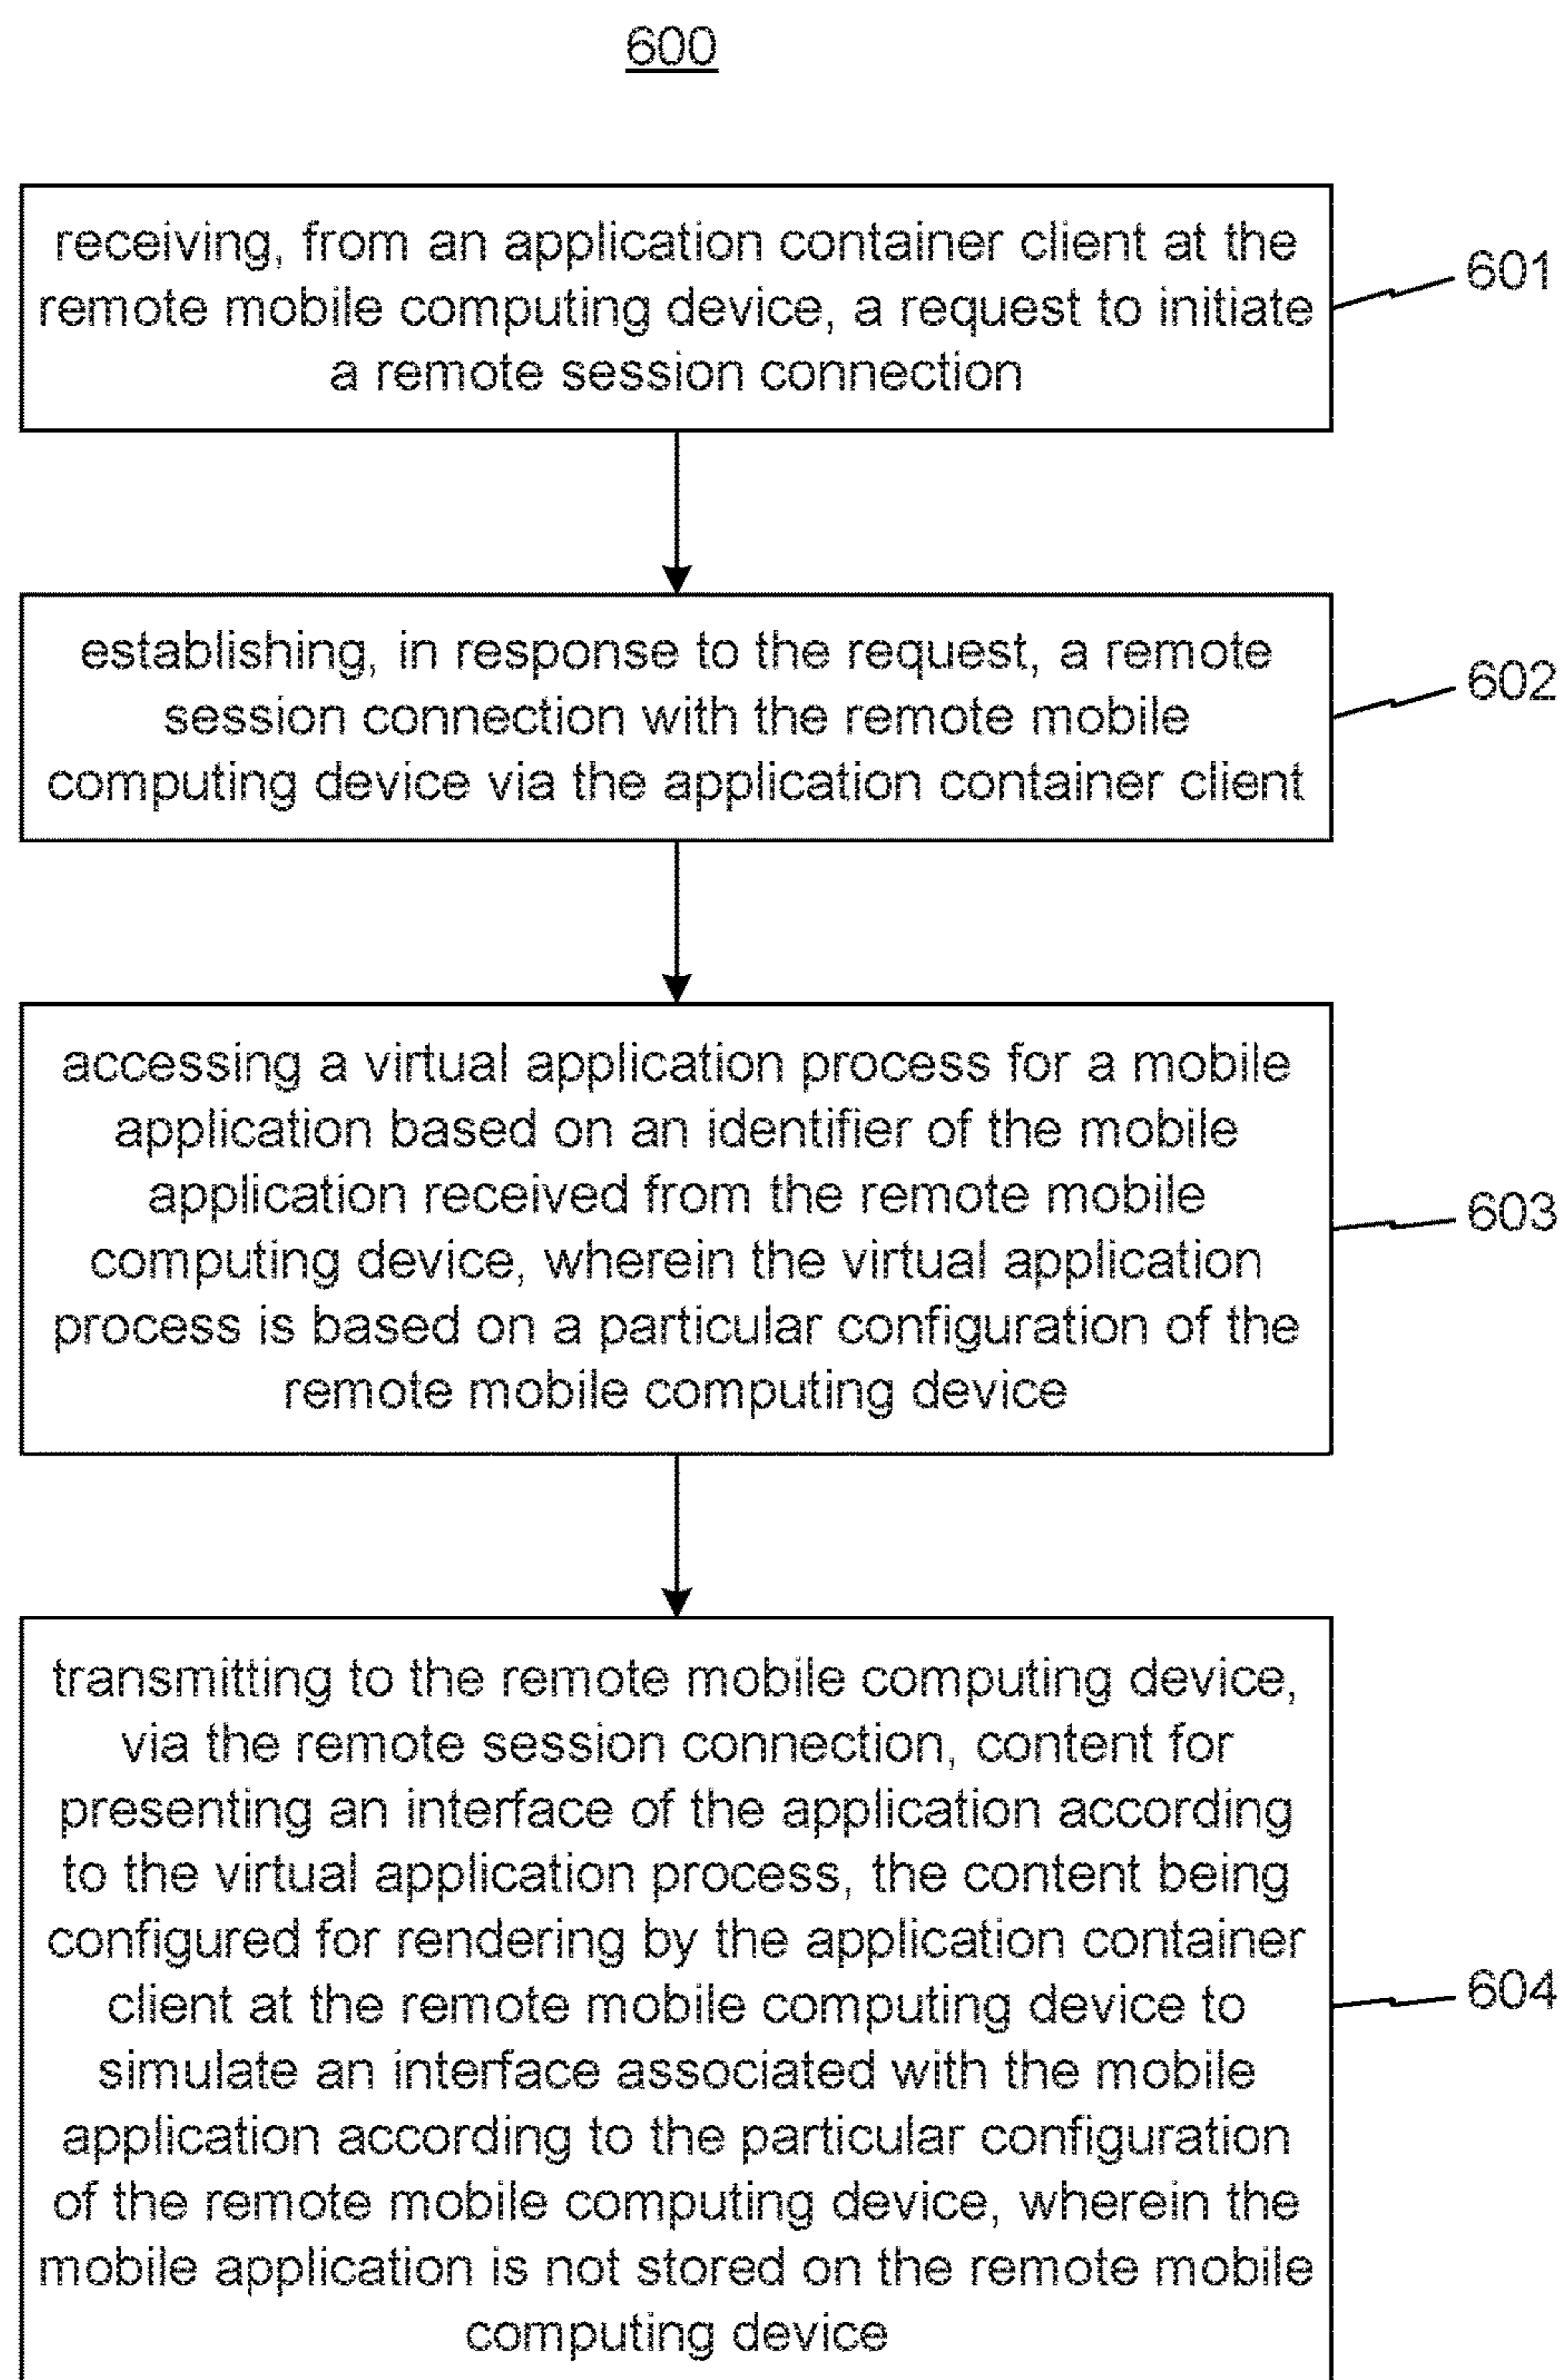 600
receiving, from an application container client at the
remote mobile computing device, a request to initiate
a remote session connection
601
establishing, in response to the request, a remote
session connection with the remote mobile
computing device via the application container client
602
accessing a virtual application process for a mobile
application based on an identifier of the mobile
application received from the remote mobile
computing device, wherein the virtual application
process is based on a particular configuration of the
remote mobile computing device
603
transmitting to the remote mobile computing device,
via the remote session connection, content for
presenting an interface of the application according
to the virtual application process, the content being
configured for rendering by the application container
client at the remote mobile computing device to
simulate an interface associated with the mobile
application according to the particular configuration
of the remote mobile computing device, wherein the
mobile application is not stored on the remote mobile
computing device
604